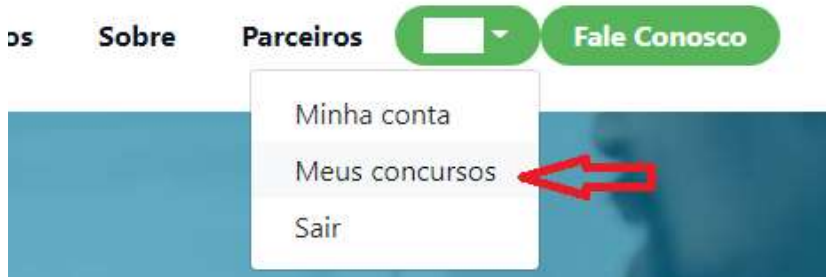 os Sobre Parceiros Fale Conosco
Minha conta
Meus concursos
Sair